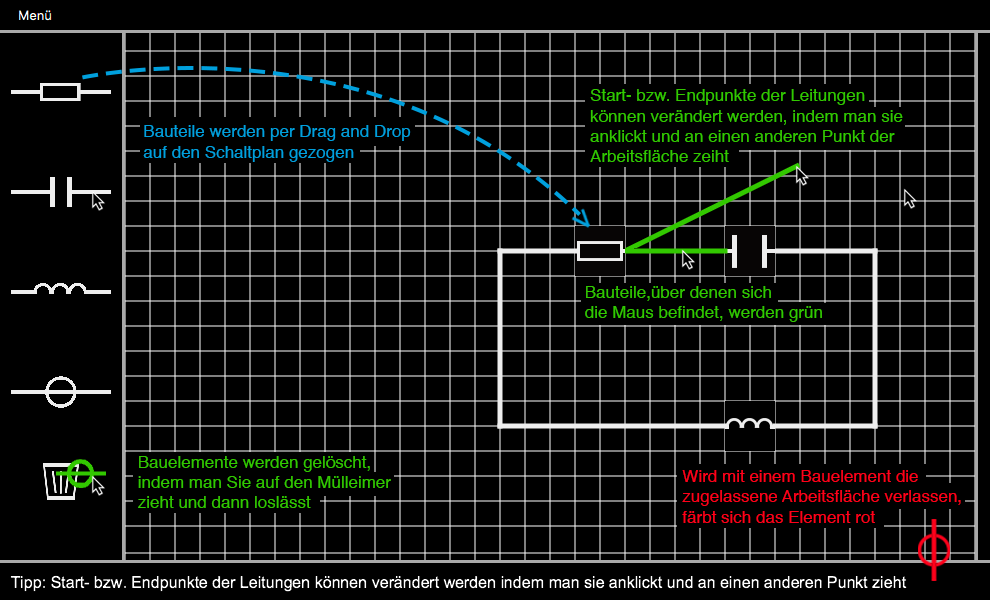 Menü
Start- bzw. Endpunkte der Leitungen
können verändert werden, indem man sie
anklickt und an einen anderen Punkt der
Arbeitsfläche zeiht
Bauteile werden per Drag and Drop
auf den Schaltplan gezogen
Bauteile,über denen sich
die Maus befindet, werden grün
Bauelemente werden gelöscht,
indem man Sie auf den Mülleimer
zieht und dann loslässt
Wird mit einem Bauelement die
zugelassene Arbeitsfläche verlassen,
färbt sich das Element rot
Tipp: Start- bzw. Endpunkte der Leitungen können verändert werden indem man sie anklickt und an einen anderen Punkt zieht